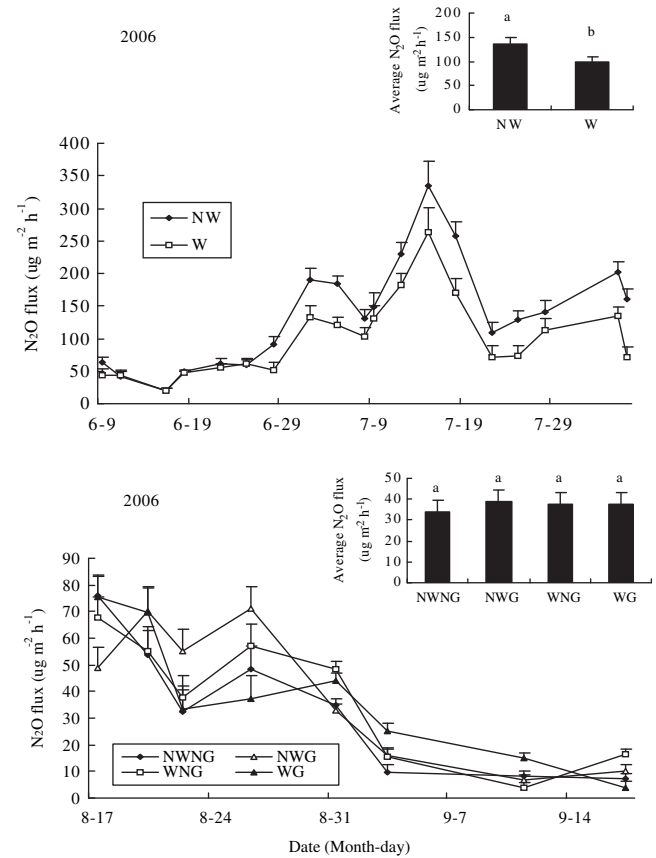 2006
Average N₂O flux
(ug m⁻² h⁻¹)
200
150
100
50
0
a
b
NW
W
N₂O flux (ug m⁻² h⁻¹)
400
350
300
250
200
150
100
50
0
NW
W
6-9
6-19
6-29
7-9
7-19
7-29
2006
Average N₂O flux
(ug m⁻² h⁻¹)
50
40
30
20
10
0
a
a
a
a
NWNG
NWG
WNG
WG
N₂O flux (ug m⁻² h⁻¹)
90
80
70
60
50
40
30
20
10
0
NWNG
NWG
WNG
WG
8-17
8-24
8-31
9-7
9-14
Date (Month-day)